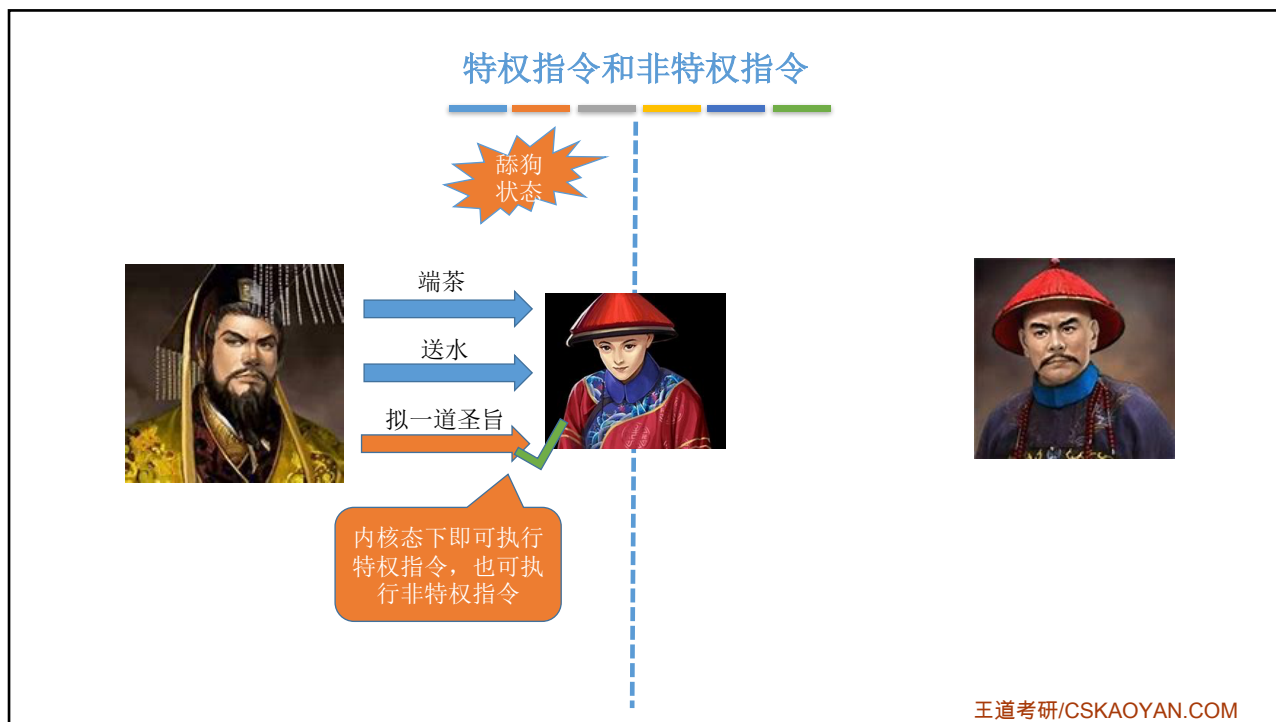 特权指令和非特权指令
舔狗
状态
端茶
送水
拟一道圣旨
内核态下即可执行
特权指令，也可执
行非特权指令
王道考研/CSKAOYAN.COM